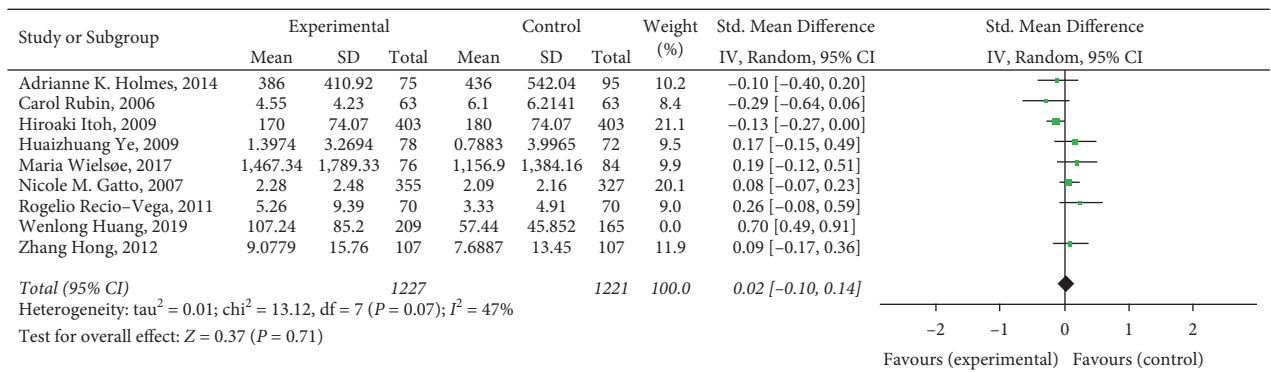 Study or Subgroup Experimental Control Weight (%) Std. Mean Difference Std. Mean Difference
Mean SD Total Mean SD Total IV, Random, 95% CI IV, Random, 95% CI
Adrianne K. Holmes, 2014 386 410.92 75 436 542.04 95 10.2 –0.10 [–0.40, 0.20]
Carol Rubin, 2006 4.55 4.23 63 6.1 6.2141 63 8.4 –0.29 [–0.64, 0.06]
Hiroaki Itoh, 2009 170 74.07 403 180 74.07 403 21.1 –0.13 [–0.27, 0.00]
Huaizhuang Ye, 2009 1.3974 3.2694 78 0.7883 3.9965 72 9.5 0.17 [–0.15, 0.49]
Maria Wielsøe, 2017 1,467.34 1,789.33 76 1,156.9 1,384.16 84 9.9 0.19 [–0.12, 0.51]
Nicole M. Gatto, 2007 2.28 2.48 355 2.09 2.16 327 20.1 0.08 [–0.07, 0.23]
Rogelio Recio–Vega, 2011 5.26 9.39 70 3.33 4.91 70 9.0 0.26 [–0.08, 0.59]
Wenlong Huang, 2019 107.24 85.2 209 57.44 45.852 165 0.0 0.70 [0.49, 0.91]
Zhang Hong, 2012 9.0779 15.76 107 7.6887 13.45 107 11.9 0.09 [–0.17, 0.36]
Total (95% CI) 1227 1221 100.0 0.02 [–0.10, 0.14]
Heterogeneity: tau² = 0.01; chi² = 13.12, df = 7 (P = 0.07); I² = 47%
Test for overall effect: Z = 0.37 (P = 0.71)
–2 –1 0 1 2
Favours (experimental) Favours (control)